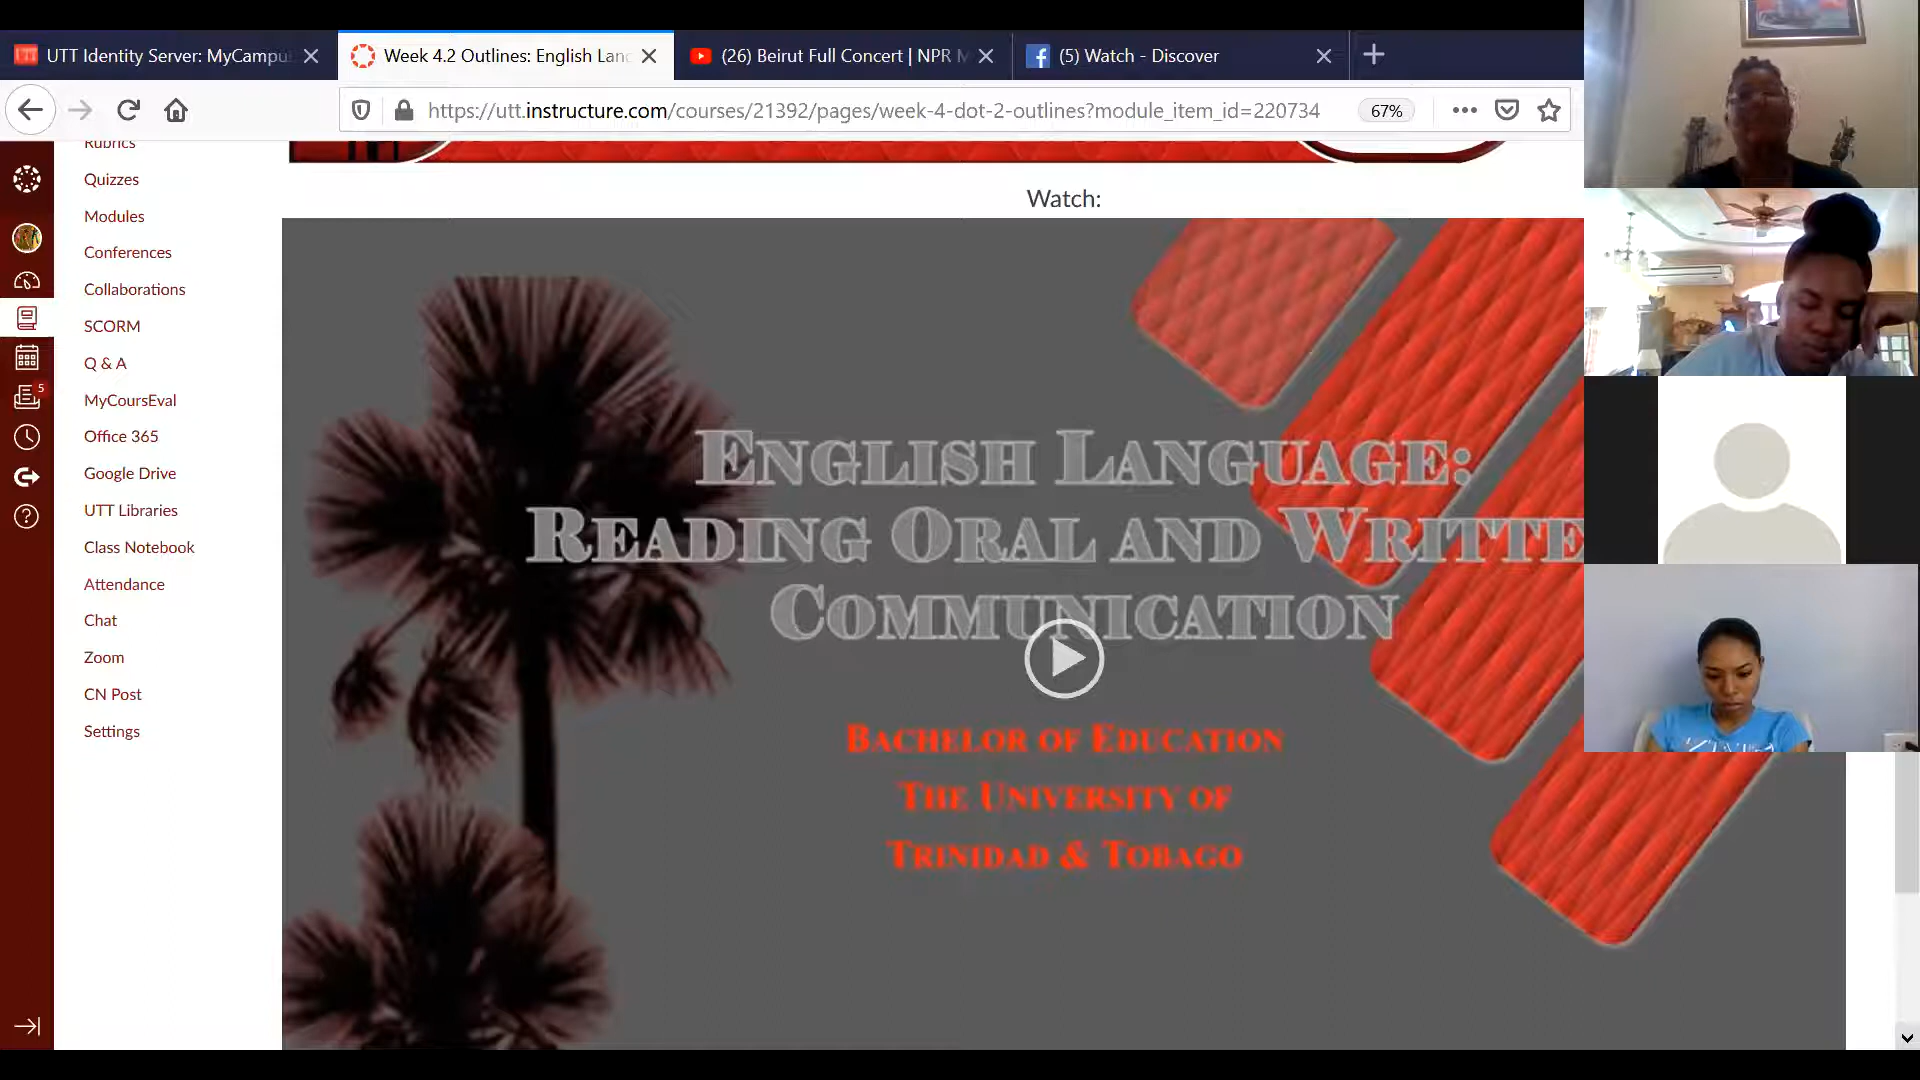 UTT Identity Server: MyCampu
Week 4.2 Outlines: English Lan
(26) Beirut Full Concert | NPR M
(5) Watch - Discover
https://utt.instructure.com/courses/21392/pages/week-4-dot-2-outlines?module_item_id=220734
67%
Rubrics
Quizzes
Modules
Conferences
Collaborations
SCORM
Q & A
5
MyCoursEval
Office 365
Google Drive
UTT Libraries
Class Notebook
Attendance
Chat
Zoom
CN Post
Settings
Watch:
ENGLISH LANGUAGE:
READING ORAL AND WRITTE
COMMUNICATION
BACHELOR OF EDUCATION
THE UNIVERSITY OF
TRINIDAD & TOBAGO